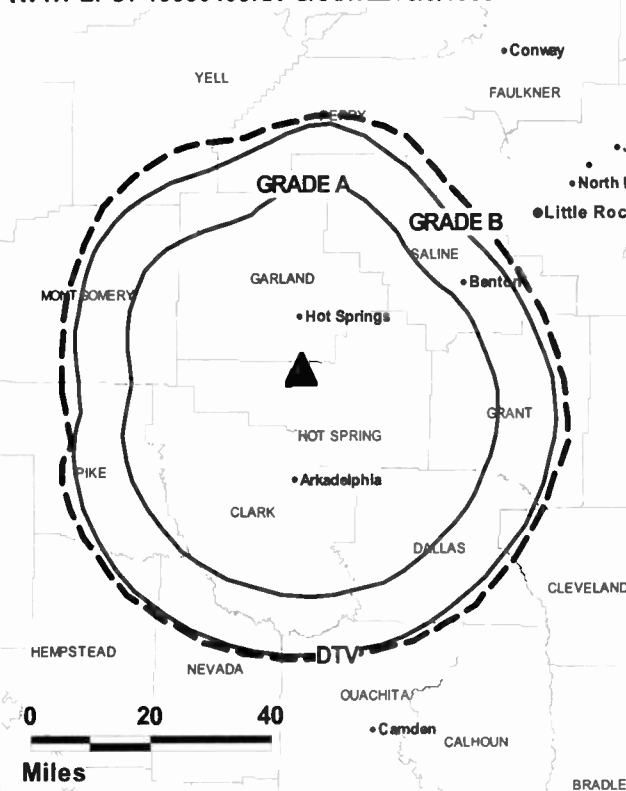 Conway
YELL
FAULKNER
PERRY
GRADE A
North
Little Roc
GRADE B
SALINE
GARLAND
Benton
MONTGOMERY
Hot Springs
GRANT
HOT SPRING
PIKE
Arkadelphia
CLARK
DALLAS
CLEVELAND
HEMPSTEAD
DTV
NEVADA
OUACHITA
0 20 40
Camden
CALHOUN
Miles
BRADLE